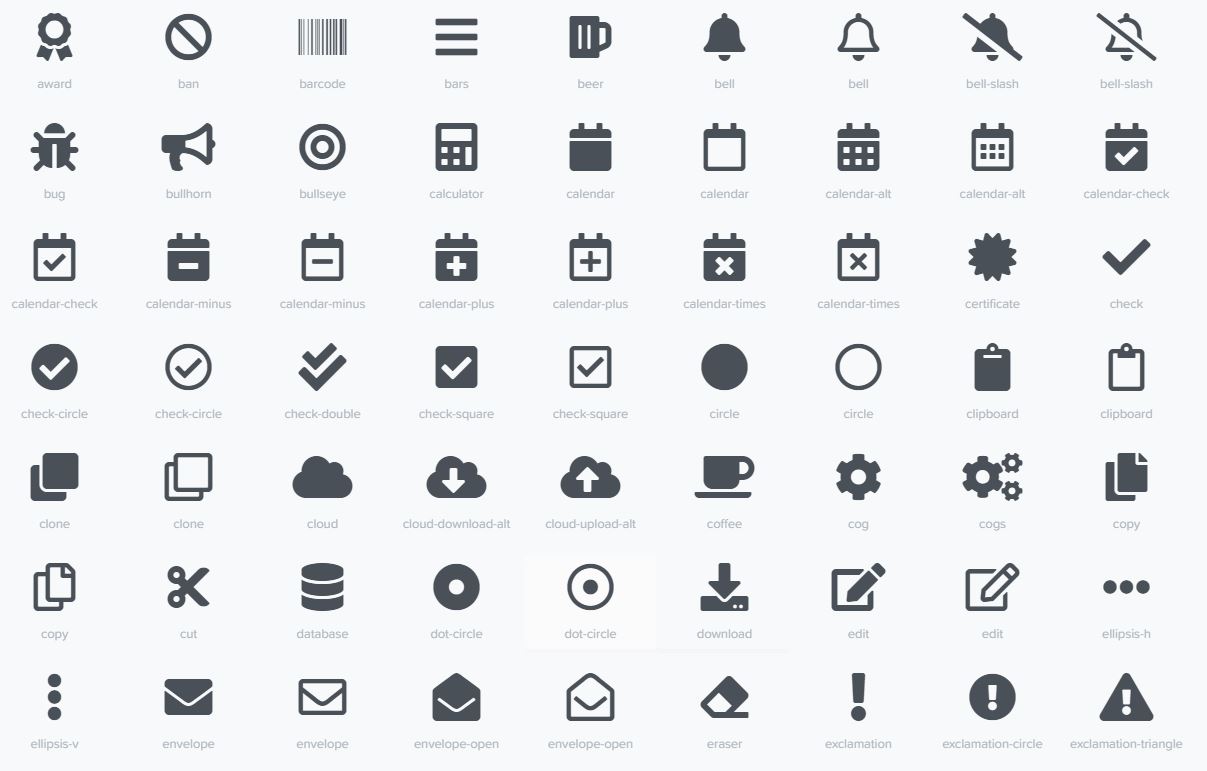 award ban barcode bars beer bell bell bell-slash bell-slash
bug bullhorn bullseye calculator calendar calendar calendar-alt calendar-alt calendar-check
calendar-check calendar-minus calendar-minus calendar-plus calendar-plus calendar-times calendar-times certificate check
check-circle check-circle check-double check-square check-square circle circle clipboard clipboard
clone clone cloud cloud-download-alt cloud-upload-alt coffee cog cogs copy
copy cut database dot-circle dot-circle download edit edit ellipsis-h
ellipsis-v envelope envelope envelope-open envelope-open eraser exclamation exclamation-circle exclamation-triangle